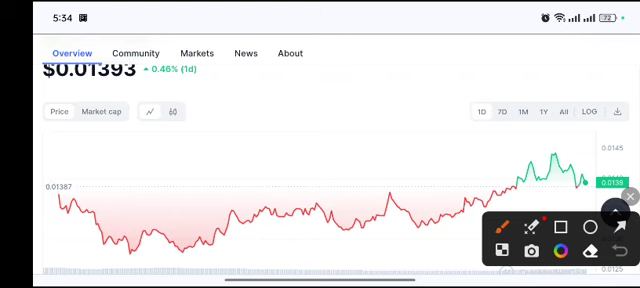 5:34 72
Overview Community Markets News About
$0.01393 0.46% (1d)
Price Market cap 1D 7D 1M 1Y All LOG
0.0145
0.01387
0.0139
0.0125